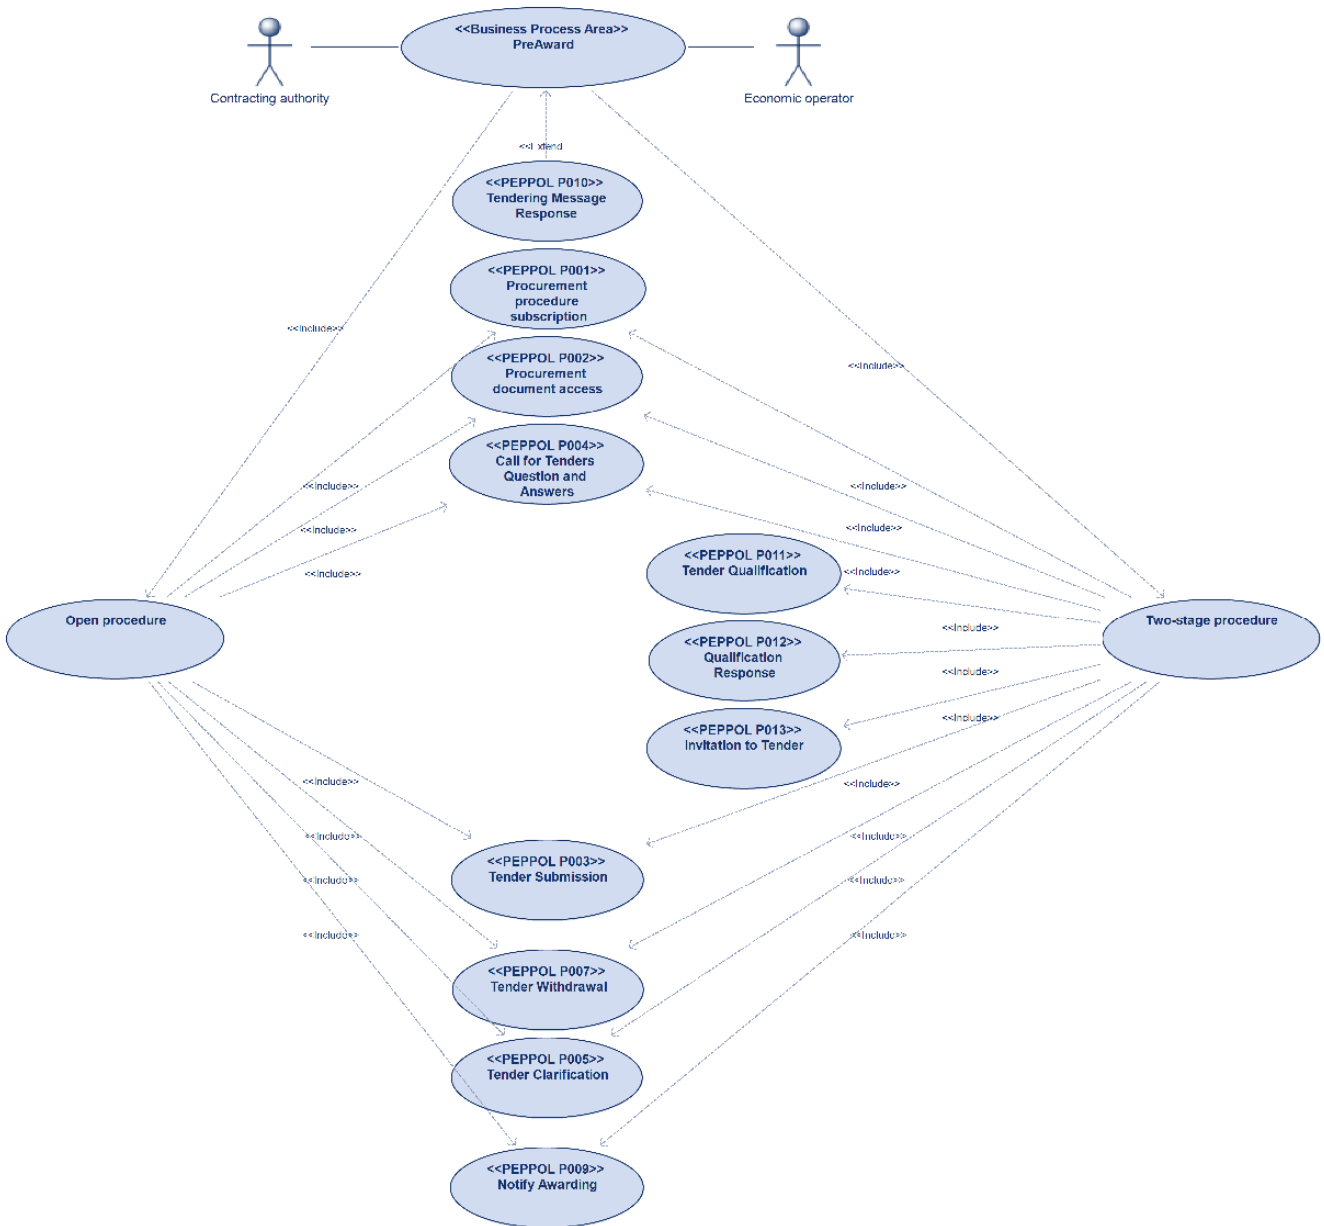 <<Business Process Area>>
PreAward
Contracting authority
Economic operator
<<Extend
<<PEPPOL P010>>
Tendering Message
Response
<<PEPPOL P001>>
Procurement
procedure
subscription
<<Include>>
<<PEPPOL P002>>
Procurement
document access
<<Include>>
<<PEPPOL P004>>
Call for Tenders
Question and
Answers
<<Include>>
<<Include>>
<<Include>>
<<Include>>
<<PEPPOL P011>>
Tender Qualification
<<Include>>
<<Include>>
Open procedure
Two-stage procedure
<<Include>>
<<PEPPOL P012>>
Qualification
Response
<<Include>>
<<Include>>
<<PEPPOL P013>>
Invitation to Tender
<<Include>>
<<Include>>
<<Include>>
<<Include>>
<<PEPPOL P003>>
Tender Submission
<<Include>>
<<Include>>
<<Include>>
<<Include>>
<<PEPPOL P007>>
Tender Withdrawal
<<PEPPOL P005>>
Tender Clarification
<<PEPPOL P009>>
Notify Awarding